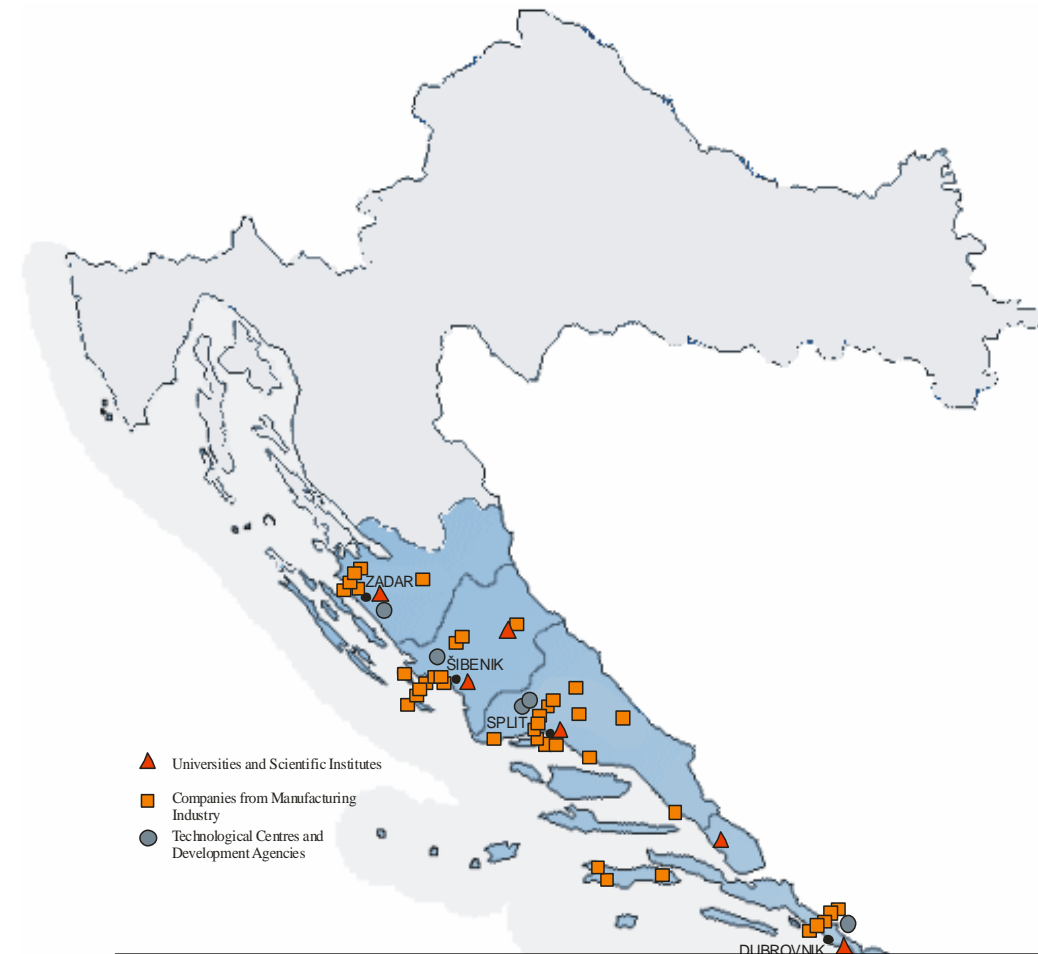 ZADAR
ŠIBENIK
SPLIT
Universities and Scientific Institutes
Companies from Manufacturing
Industry
Technological Centres and
Development Agencies
DUBROVNIK